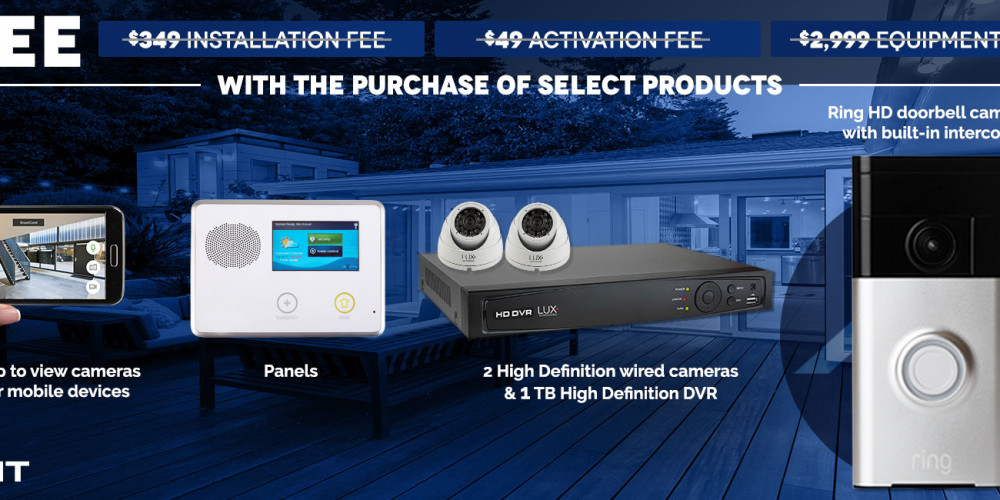 EE
$349 INSTALLATION FEE
$49 ACTIVATION FEE
$2,999 EQUIPMENT
WITH THE PURCHASE OF SELECT PRODUCTS
Ring HD doorbell cam
with built-in interco
HD DVR LUX
LUX
LUX
ring
p to view cameras
r mobile devices
Panels
2 High Definition wired cameras
& 1 TB High Definition DVR
IT